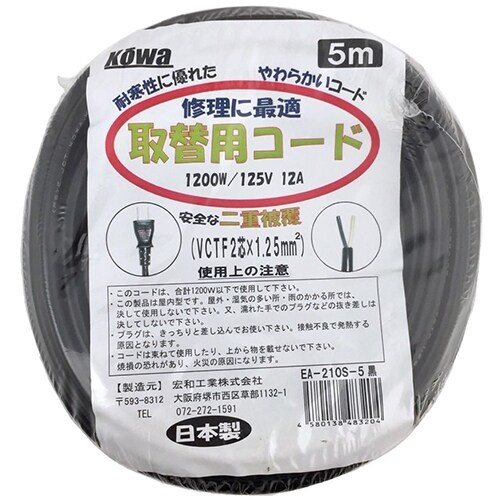 KOWA
5m
耐寒性に優れた
やわらかいコード
修理に最適
取替用コード
1200W/125V 12A
安全な二重被覆
(VCTF2芯×1.25mm²)
使用上の注意
・このコードは、合計1200W以下で使用して下さい。
・この製品は屋内型です。屋外・湿気の多い所・雨のかかる所では、
決して使用しないで下さい。又、濡れた手でのプラグなどの抜き差しは
決してしないで下さい。
・プラグは、きっちりと差し込んでお使い下さい。接触不良で発熱する
原因となります。
・コードは束ねて使用したり、上から物を載せないで下さい。
焼損の恐れがあり、火災の原因になります。
EA-210S-5黒
【製造元】 宏和工業株式会社
〒593-8312 大阪府堺市西区草部1132-1
TEL 072-272-1591
日本製
4 580138 483204